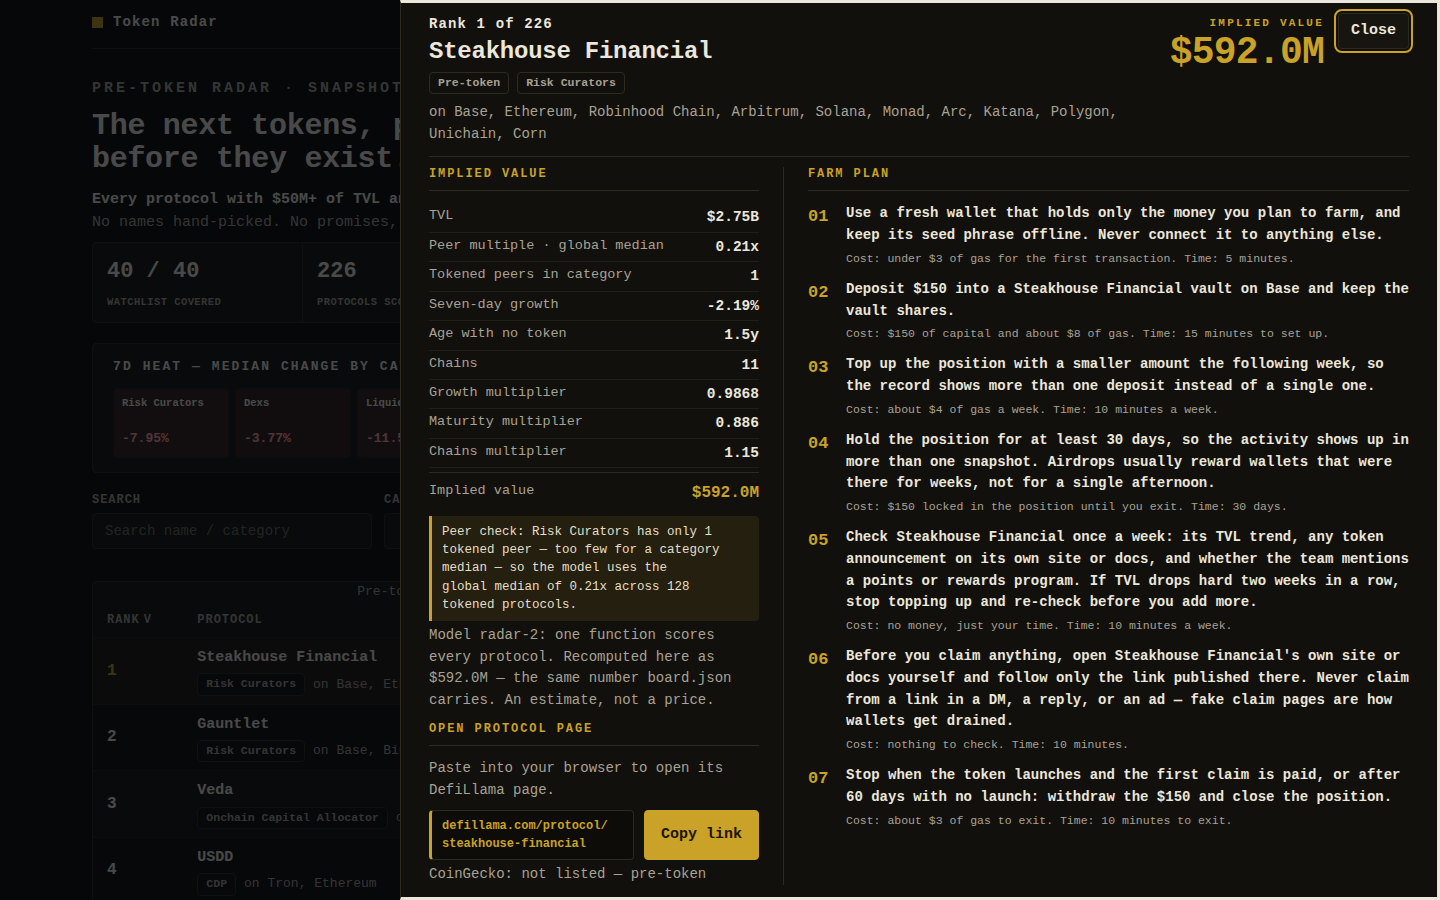 Token Radar
PRE-TOKEN RADAR · SNAPSHOT
The next tokens,
before they exist
Every protocol with $50M+ of TVL
No names hand-picked. No promises,
40 / 40
WATCHLIST COVERED
226
PROTOCOLS
7D HEAT — MEDIAN CHANGE BY
Risk Curators
-7.95%
Dexs
-3.77%
SEARCH
Search name / category
Pre-
RANK V
PROTOCOL
1
Steakhouse Financial
Risk Curators
on Base,
2
Gauntlet
Risk Curators
on Base,
3
Veda
Onchain Capital Allocator
4
USDD
CDP
on Tron, Ethereum
Rank 1 of 226
Steakhouse Financial
Pre-token
Risk Curators
on Base, Ethereum, Robinhood Chain, Arbitrum, Solana, Monad, Arc, Katana, Polygon,
Unichain, Corn
IMPLIED VALUE
$592.0M
Close
IMPLIED VALUE
TVL $2.75B
Peer multiple · global median 0.21x
Tokened peers in category 1
Seven-day growth -2.19%
Age with no token 1.5y
Chains 11
Growth multiplier 0.9868
Maturity multiplier 0.886
Chains multiplier 1.15
Implied value $592.0M
Peer check: Risk Curators has only 1
tokened peer — too few for a category
median — so the model uses the
global median of 0.21x across 128
tokened protocols.
Model radar-2: one function scores
every protocol. Recomputed here as
$592.0M — the same number board.json
carries. An estimate, not a price.
OPEN PROTOCOL PAGE
Paste into your browser to open its
DefiLlama page.
defillama.com/protocol/
steakhouse-financial
Copy link
CoinGecko: not listed — pre-token
FARM PLAN
01
Use a fresh wallet that holds only the money you plan to farm, and
keep its seed phrase offline. Never connect it to anything else.
Cost: under $3 of gas for the first transaction. Time: 5 minutes.
02
Deposit $150 into a Steakhouse Financial vault on Base and keep the
vault shares.
Cost: $150 of capital and about $8 of gas. Time: 15 minutes to set up.
03
Top up the position with a smaller amount the following week, so
the record shows more than one deposit instead of a single one.
Cost: about $4 of gas a week. Time: 10 minutes a week.
04
Hold the position for at least 30 days, so the activity shows up in
more than one snapshot. Airdrops usually reward wallets that were
there for weeks, not for a single afternoon.
Cost: $150 locked in the position until you exit. Time: 30 days.
05
Check Steakhouse Financial once a week: its TVL trend, any token
announcement on its own site or docs, and whether the team mentions
a points or rewards program. If TVL drops hard two weeks in a row,
stop topping up and re-check before you add more.
Cost: no money, just your time. Time: 10 minutes a week.
06
Before you claim anything, open Steakhouse Financial's own site or
docs yourself and follow only the link published there. Never claim
from a link in a DM, a reply, or an ad — fake claim pages are how
wallets get drained.
Cost: nothing to check. Time: 10 minutes.
07
Stop when the token launches and the first claim is paid, or after
60 days with no launch: withdraw the $150 and close the position.
Cost: about $3 of gas to exit. Time: 10 minutes to exit.